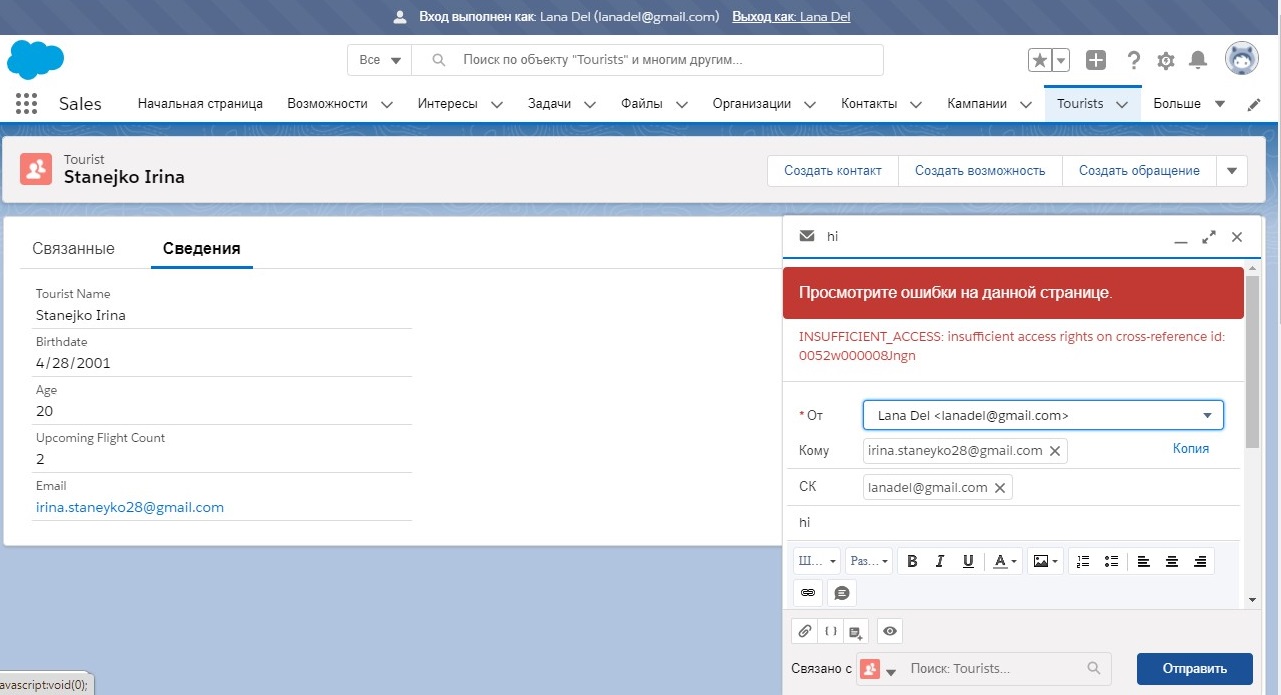 Вход выполнен как: Lana Del (lanadel@gmail.com) Выход как: Lana Del
Все Поиск по объекту "Tourists" и многим другим...
Sales Начальная страница Возможности Интересы Задачи Файлы Организации Контакты Кампании Tourists Больше
Tourist
Stanejko Irina
Создать контакт Создать возможность Создать обращение
Связанные Сведения
Tourist Name
Stanejko Irina
Birthdate
4/28/2001
Age
20
Upcoming Flight Count
2
Email
irina.staneyko28@gmail.com
hi
Просмотрите ошибки на данной странице.
INSUFFICIENT_ACCESS: insufficient access rights on cross-reference id:
0052w000008Jngn
* От Lana Del <lanadel@gmail.com>
Кому irina.staneyko28@gmail.com Копия
СК lanadel@gmail.com
hi
Ш... Раз... B I U A
Связано с Поиск: Tourists... Отправить
avascript:void(0);